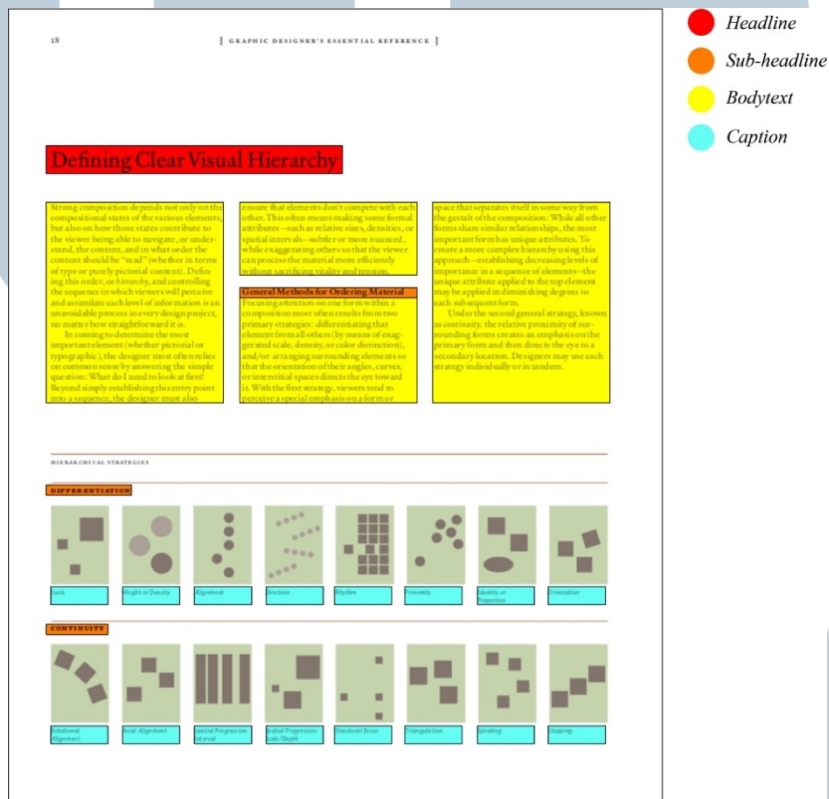 18
[ GRAPHIC DESIGNER'S ESSENTIAL REFERENCE ]
Headline
Sub-headline
Bodytext
Caption
Defining Clear Visual Hierarchy
Strong composition depends not only on the
compositional states of the various elements,
but also on how those states contribute to
the viewer being able to navigate, or under-
stand, the content, and in what order the
content should be "read" (whether in terms
of type or purely pictorial content). Defin-
ing this order, or hierarchy, and controlling
the sequence in which viewers will perceive
and assimilate each level of information is an
unavoidable process in every design project,
no matter how straightforward it is.
In coming to determine the most
important element (whether pictorial or
typographic), the designer most often relies
on common sense by answering the simple
question: What do I need to look at first?
Beyond simply establishing this entry point
into a sequence, the designer must also
ensure that elements don't compete with each
other. This often means making some formal
attributes—such as relative sizes, densities, or
spatial intervals—subtler or more nuanced,
while exaggerating others so that the viewer
can process the material more efficiently
without sacrificing vitality and tension.
General Methods for Ordering Material
Focusing attention on one form within a
composition most often results from two
primary strategies: differentiating that
element from all others (by means of exag-
gerated scale, density, or color distinction),
and/or arranging surrounding elements so
that the orientation of their angles, curves,
or interstitial spaces directs the eye toward
it. With the first strategy, viewers tend to
perceive a special emphasis on a form or
space that separates itself in some way from
the gestalt of the composition: While all other
forms share similar relationships, the most
important form has unique attributes. To
create a more complex hierarchy using this
approach—establishing decreasing levels of
importance in a sequence of elements—the
unique attribute applied to the top element
may be applied in diminishing degrees to
each subsequent form.
Under the second general strategy, known
as continuity, the relative proximity of sur-
rounding forms creates an emphasis on the
primary form and then directs the eye to a
secondary location. Designers may use each
strategy individually or in tandem.
HIERARCHICAL STRATEGIES
DIFFERENTIATION
Scale
Weight or Density
Alignment
Direction
Rhythm
Proximity
Identity or
Proportion
Orientation
CONTINUITY
Rotational
Alignment
Axial Alignment
Spatial Progression
Interval
Spatial Progression
Scale/Depth
Structural
Triangulation
Spiraling
Stepping